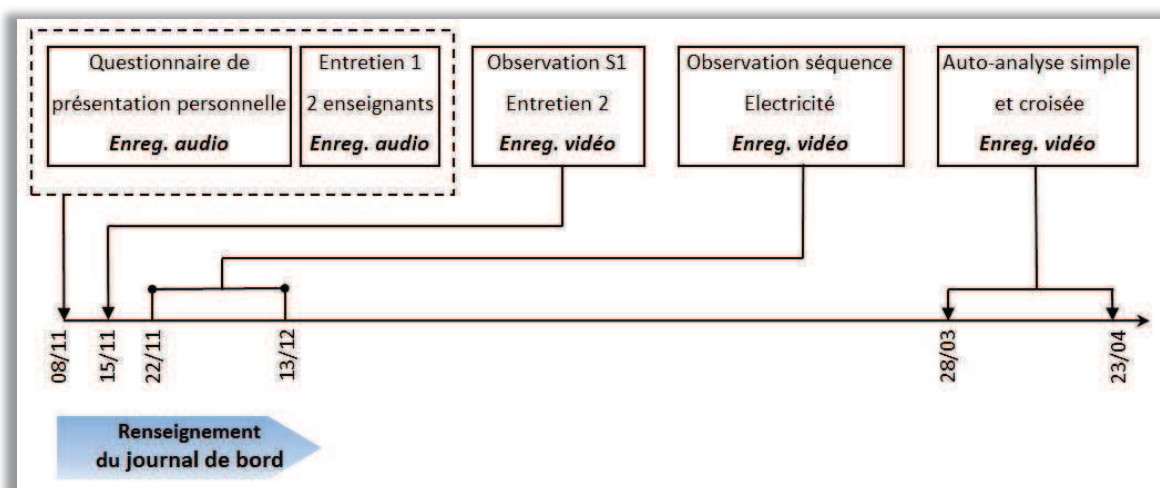 Questionnaire de
présentation personnelle
Enreg. audio
Entretien 1
2 enseignants
Enreg. audio
Observation S1
Entretien 2
Enreg. vidéo
Observation séquence
Electricité
Enreg. vidéo
Auto-analyse simple
et croisée
Enreg. vidéo
08/11
15/11
22/11
13/12
28/03
23/04
Renseignement
du journal de bord